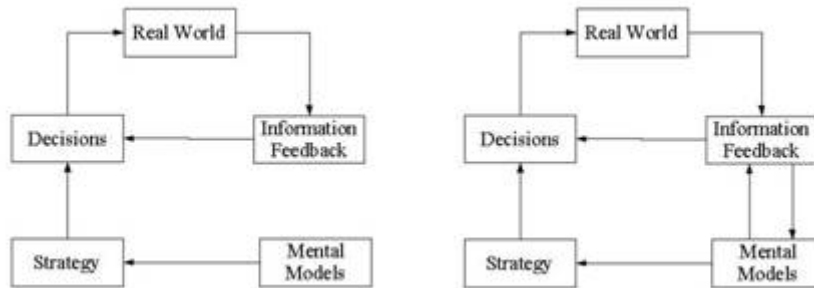 Real World
Decisions
Information
Feedback
Strategy
Mental
Models
Real World
Decisions
Information
Feedback
Strategy
Mental
Models